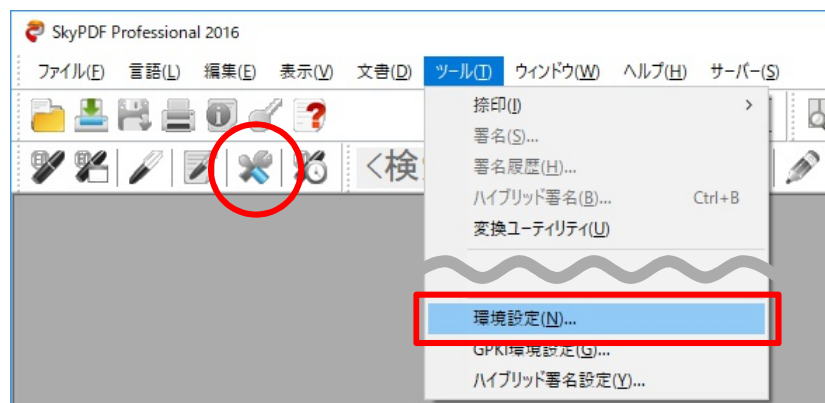 SkyPDF Professional 2016
ファイル(F) 言語(L) 編集(E) 表示(V) 文書(D) ツール(T) ウィンドウ(W) ヘルプ(H) サーバー(S)
捺印(I)
署名(S)...
署名履歴(H)...
ハイブリッド署名(B)... Ctrl+B
変換ユーティリティ(U)
<検
環境設定(N)...
GPKI環境設定(G)...
ハイブリッド署名設定(Y)...